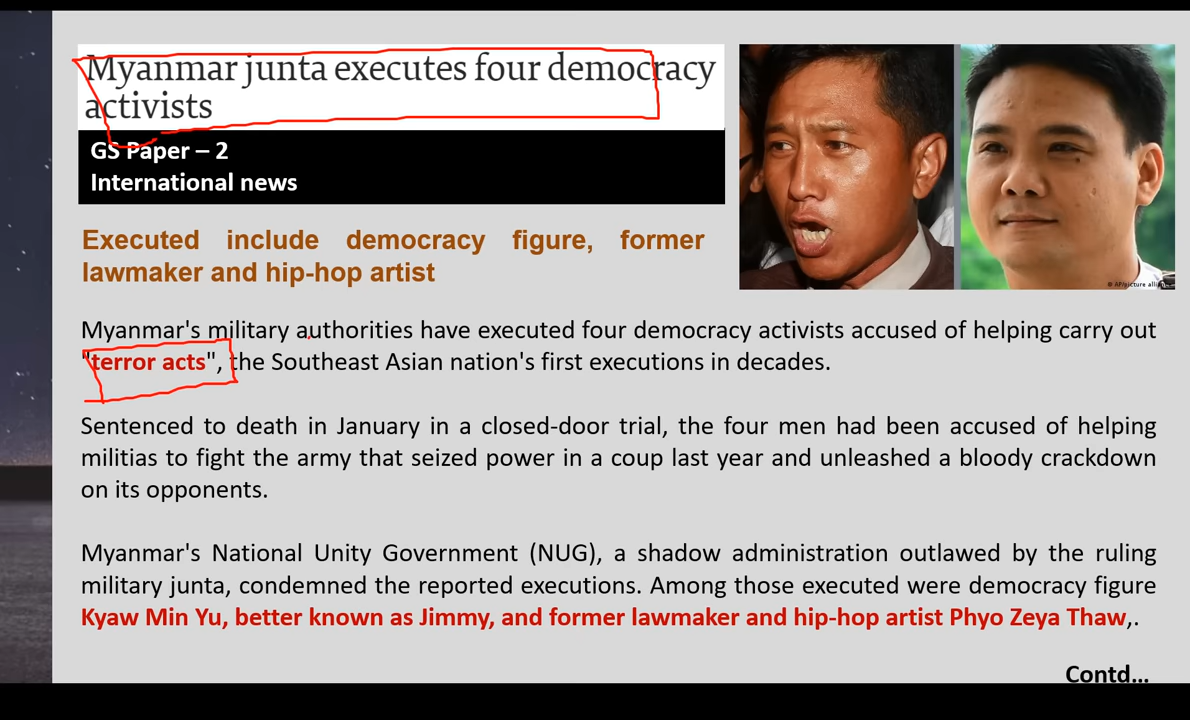 Myanmar junta executes four democracy
activists
GS Paper – 2
International news
Executed include democracy figure, former
lawmaker and hip-hop artist
© AP/picture
Myanmar's military authorities have executed four democracy activists accused of helping carry out
"terror acts", the Southeast Asian nation's first executions in decades.
Sentenced to death in January in a closed-door trial, the four men had been accused of helping
militias to fight the army that seized power in a coup last year and unleashed a bloody crackdown
on its opponents.
Myanmar's National Unity Government (NUG), a shadow administration outlawed by the ruling
military junta, condemned the reported executions. Among those executed were democracy figure
Kyaw Min Yu, better known as Jimmy, and former lawmaker and hip-hop artist Phyo Zeya Thaw,.
Contd...